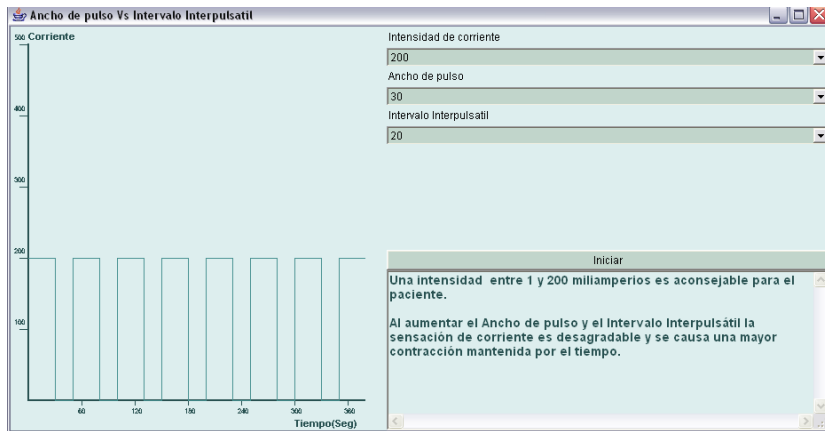 Ancho de pulso Vs Intervalo Interpulsatil
500 Corriente
400
300
200
100
60 120 180 240 300 360
Tiempo(Seg)
Intensidad de corriente
200
Ancho de pulso
30
Intervalo Interpulsatil
20
Iniciar
Una intensidad entre 1 y 200 miliamperios es aconsejable para el
paciente.
Al aumentar el Ancho de pulso y el Intervalo Interpulsátil la
sensación de corriente es desagradable y se causa una mayor
contracción mantenida por el tiempo.